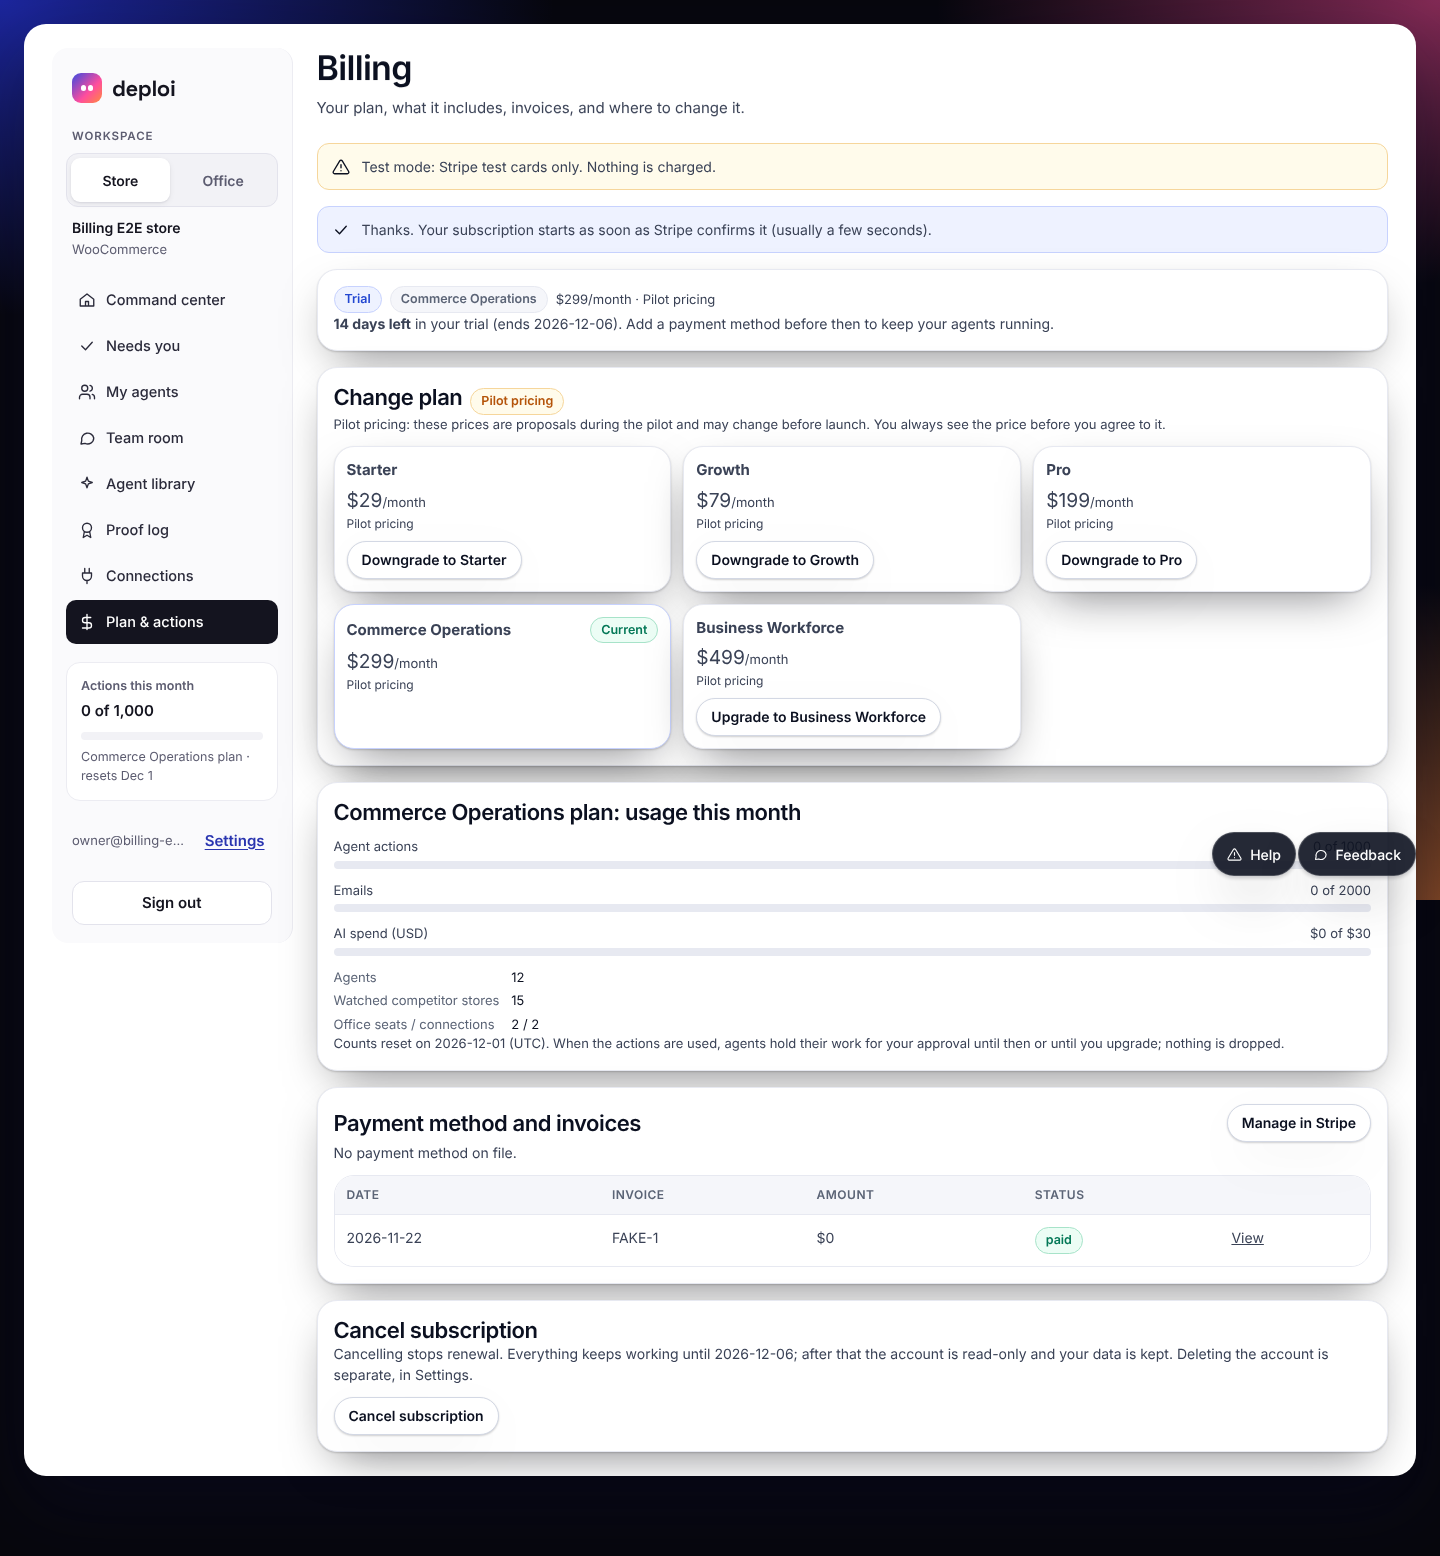 deploi
WORKSPACE
Store
Office
Billing E2E store
WooCommerce
Command center
Needs you
My agents
Team room
Agent library
Proof log
Connections
Plan & actions
Actions this month
0 of 1,000
Commerce Operations plan ·
resets Dec 1
owner@billing-e...
Settings
Sign out
Billing
Your plan, what it includes, invoices, and where to change it.
Test mode: Stripe test cards only. Nothing is charged.
Thanks. Your subscription starts as soon as Stripe confirms it (usually a few seconds).
Trial Commerce Operations $299/month · Pilot pricing
14 days left in your trial (ends 2026-12-06). Add a payment method before then to keep your agents running.
Change plan Pilot pricing
Pilot pricing: these prices are proposals during the pilot and may change before launch. You always see the price before you agree to it.
Starter
$29/month
Pilot pricing
Downgrade to Starter
Growth
$79/month
Pilot pricing
Downgrade to Growth
Pro
$199/month
Pilot pricing
Downgrade to Pro
Commerce Operations Current
$299/month
Pilot pricing
Business Workforce
$499/month
Pilot pricing
Upgrade to Business Workforce
Commerce Operations plan: usage this month
Agent actions
Help
Feedback
Emails 0 of 2000
AI spend (USD) $0 of $30
Agents 12
Watched competitor stores 15
Office seats / connections 2 / 2
Counts reset on 2026-12-01 (UTC). When the actions are used, agents hold their work for your approval until then or until you upgrade; nothing is dropped.
Payment method and invoices
Manage in Stripe
No payment method on file.
DATE INVOICE AMOUNT STATUS
2026-11-22 FAKE-1 $0 paid View
Cancel subscription
Cancelling stops renewal. Everything keeps working until 2026-12-06; after that the account is read-only and your data is kept. Deleting the account is
separate, in Settings.
Cancel subscription